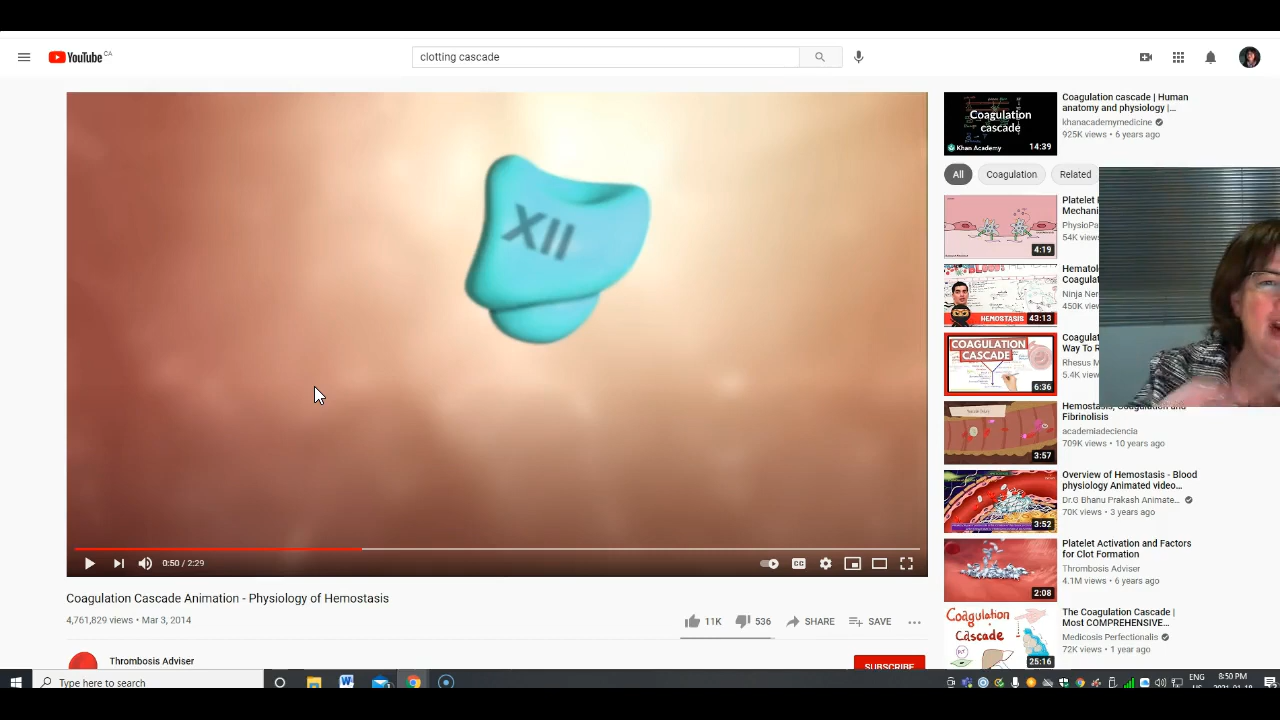 YouTube CA
clotting cascade
XII
0:50 / 2:29
CC
Coagulation Cascade Animation - Physiology of Hemostasis
4,761,829 views • Mar 3, 2014
11K
536
SHARE
SAVE
Thrombosis Adviser
SUBSCRIBE
Coagulation cascade
Khan Academy
14:39
Coagulation cascade | Human
anatomy and physiology |...
khanacademymedicine
925K views • 6 years ago
All
Coagulation
Related
4:19
Platelet
Mechani
PhysioPa
54K view
HEMOSTASIS
43:13
Hematol
Coagulat
Ninja Ner
450K view
COAGULATION
CASCADE
6:36
Coagulat
Way To R
Rhesus M
5.4K view
3:57
Hemostasis, Coagulation and
Fibrinolisis
academiadeciencia
709K views • 10 years ago
3:52
Overview of Hemostasis - Blood
physiology Animated video...
Dr.G Bhanu Prakash Animate...
70K views • 3 years ago
2:08
Platelet Activation and Factors
for Clot Formation
Thrombosis Adviser
4.1M views • 6 years ago
Coagulation
Cascade
25:16
The Coagulation Cascade |
Most COMPREHENSIVE...
Medicosis Perfectionalis
72K views • 1 year ago
Type here to search
ENG
US
8:50 PM
2021-01-18